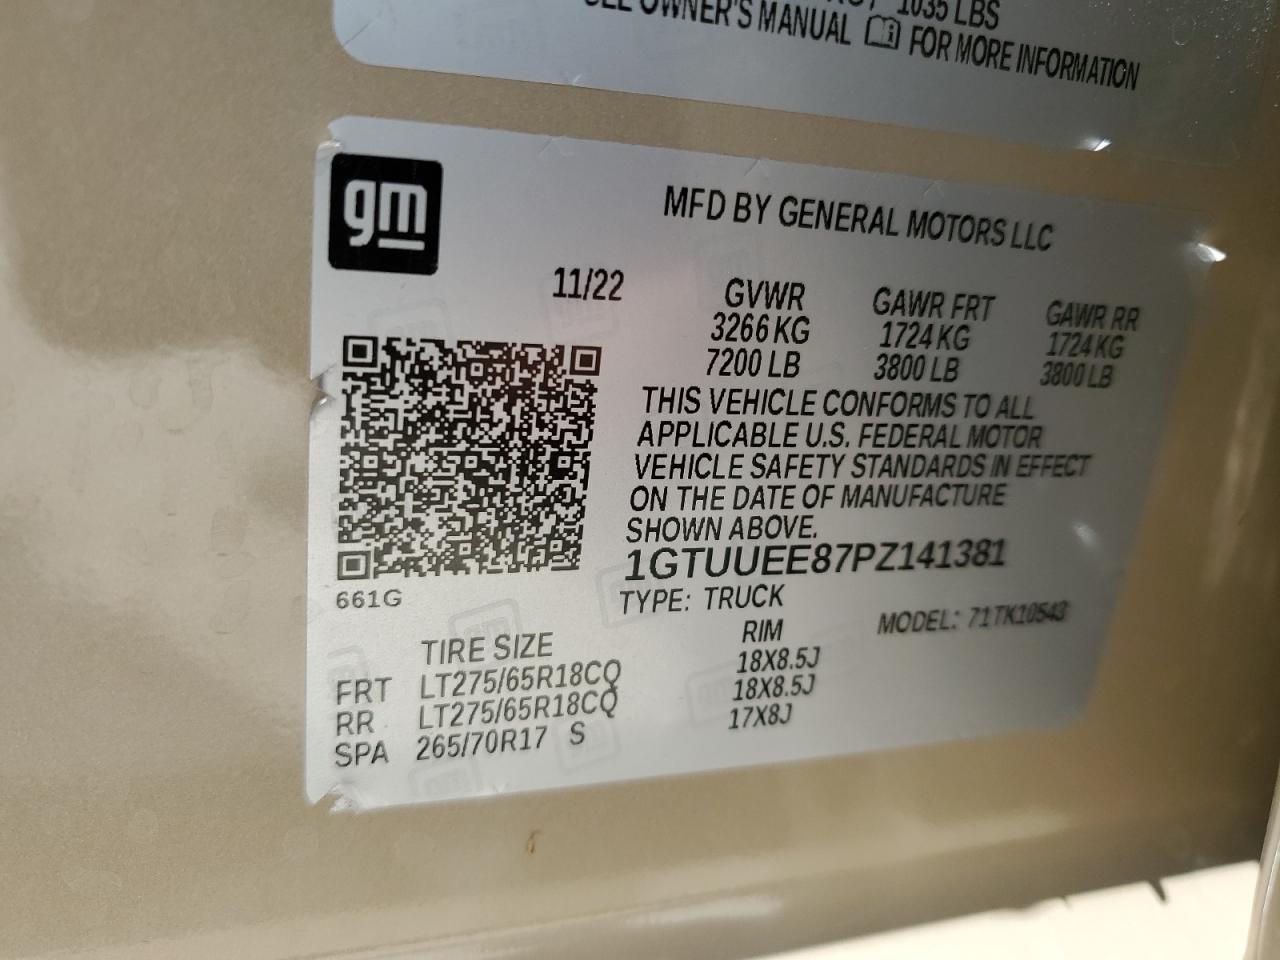 1035 LBS
SEE OWNER'S MANUAL FOR MORE INFORMATION
gm
MFD BY GENERAL MOTORS LLC
11/22 GVWR GAWR FRT GAWR RR
3266 KG 1724 KG 1724 KG
7200 LB 3800 LB 3800 LB
THIS VEHICLE CONFORMS TO ALL
APPLICABLE U.S. FEDERAL MOTOR
VEHICLE SAFETY STANDARDS IN EFFECT
ON THE DATE OF MANUFACTURE
SHOWN ABOVE.
1GTUUEE87PZ141381
661G
TYPE: TRUCK MODEL: 71TK10543
TIRE SIZE RIM
FRT LT275/65R18CQ 18X8.5J
RR LT275/65R18CQ 18X8.5J
SPA 265/70R17 S 17X8J